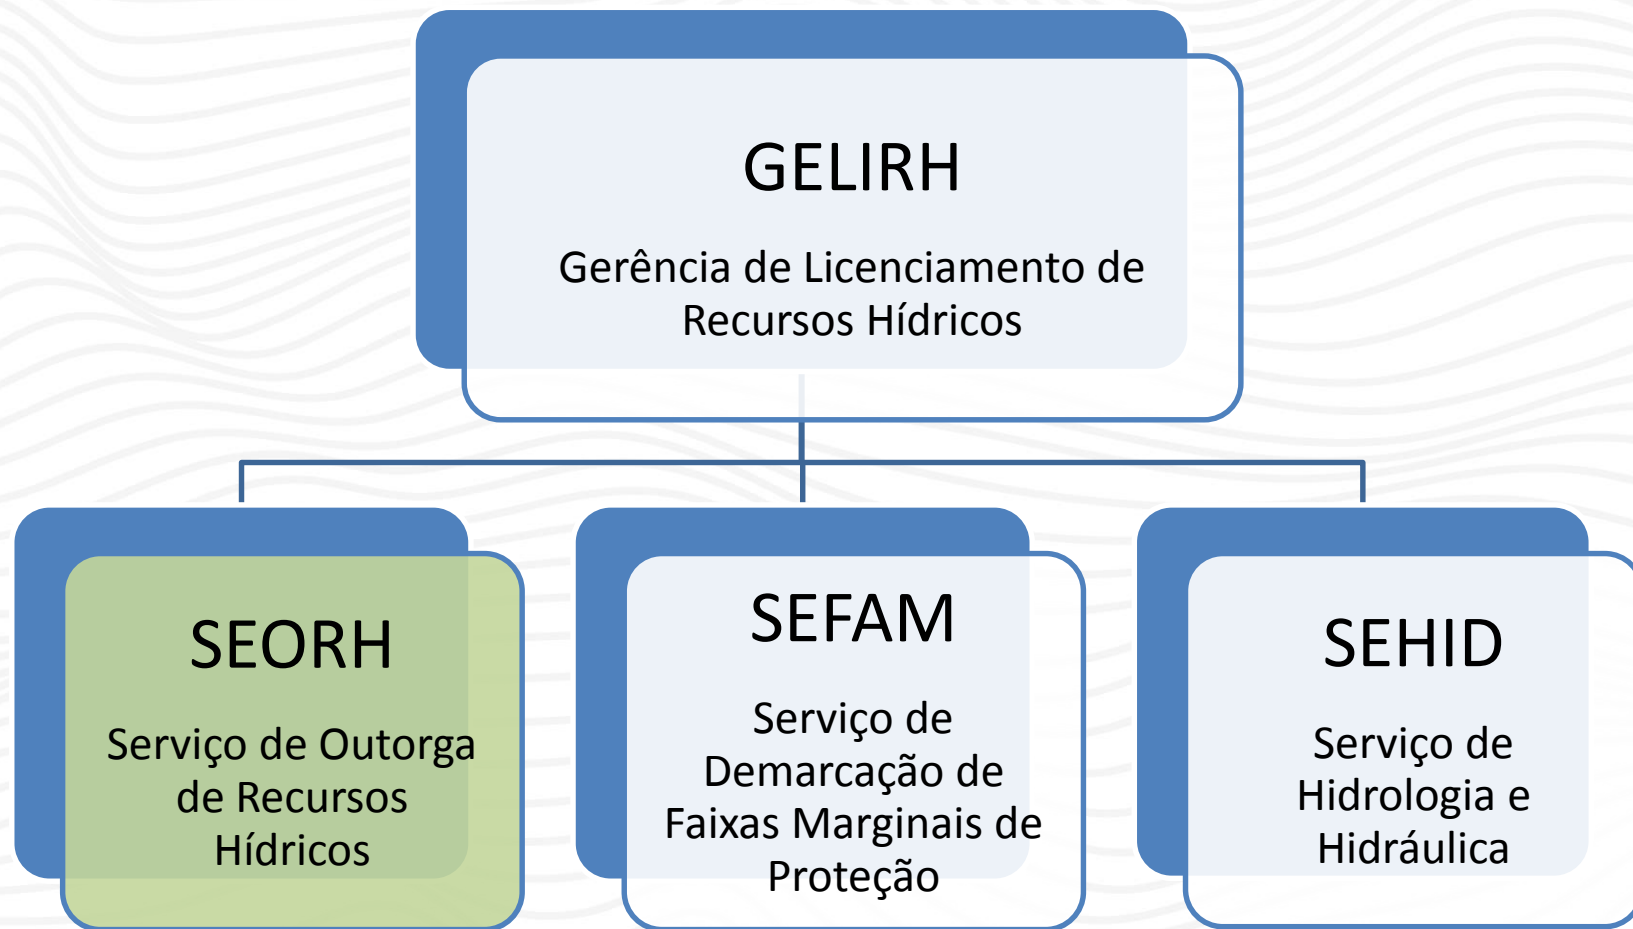 GELIRH
Gerência de Licenciamento de
Recursos Hídricos
SEORH
Serviço de Outorga
de Recursos
Hídricos
SEFAM
Serviço de
Demarcação de
Faixas Marginais de
Proteção
SEHID
Serviço de
Hidrologia e
Hidráulica